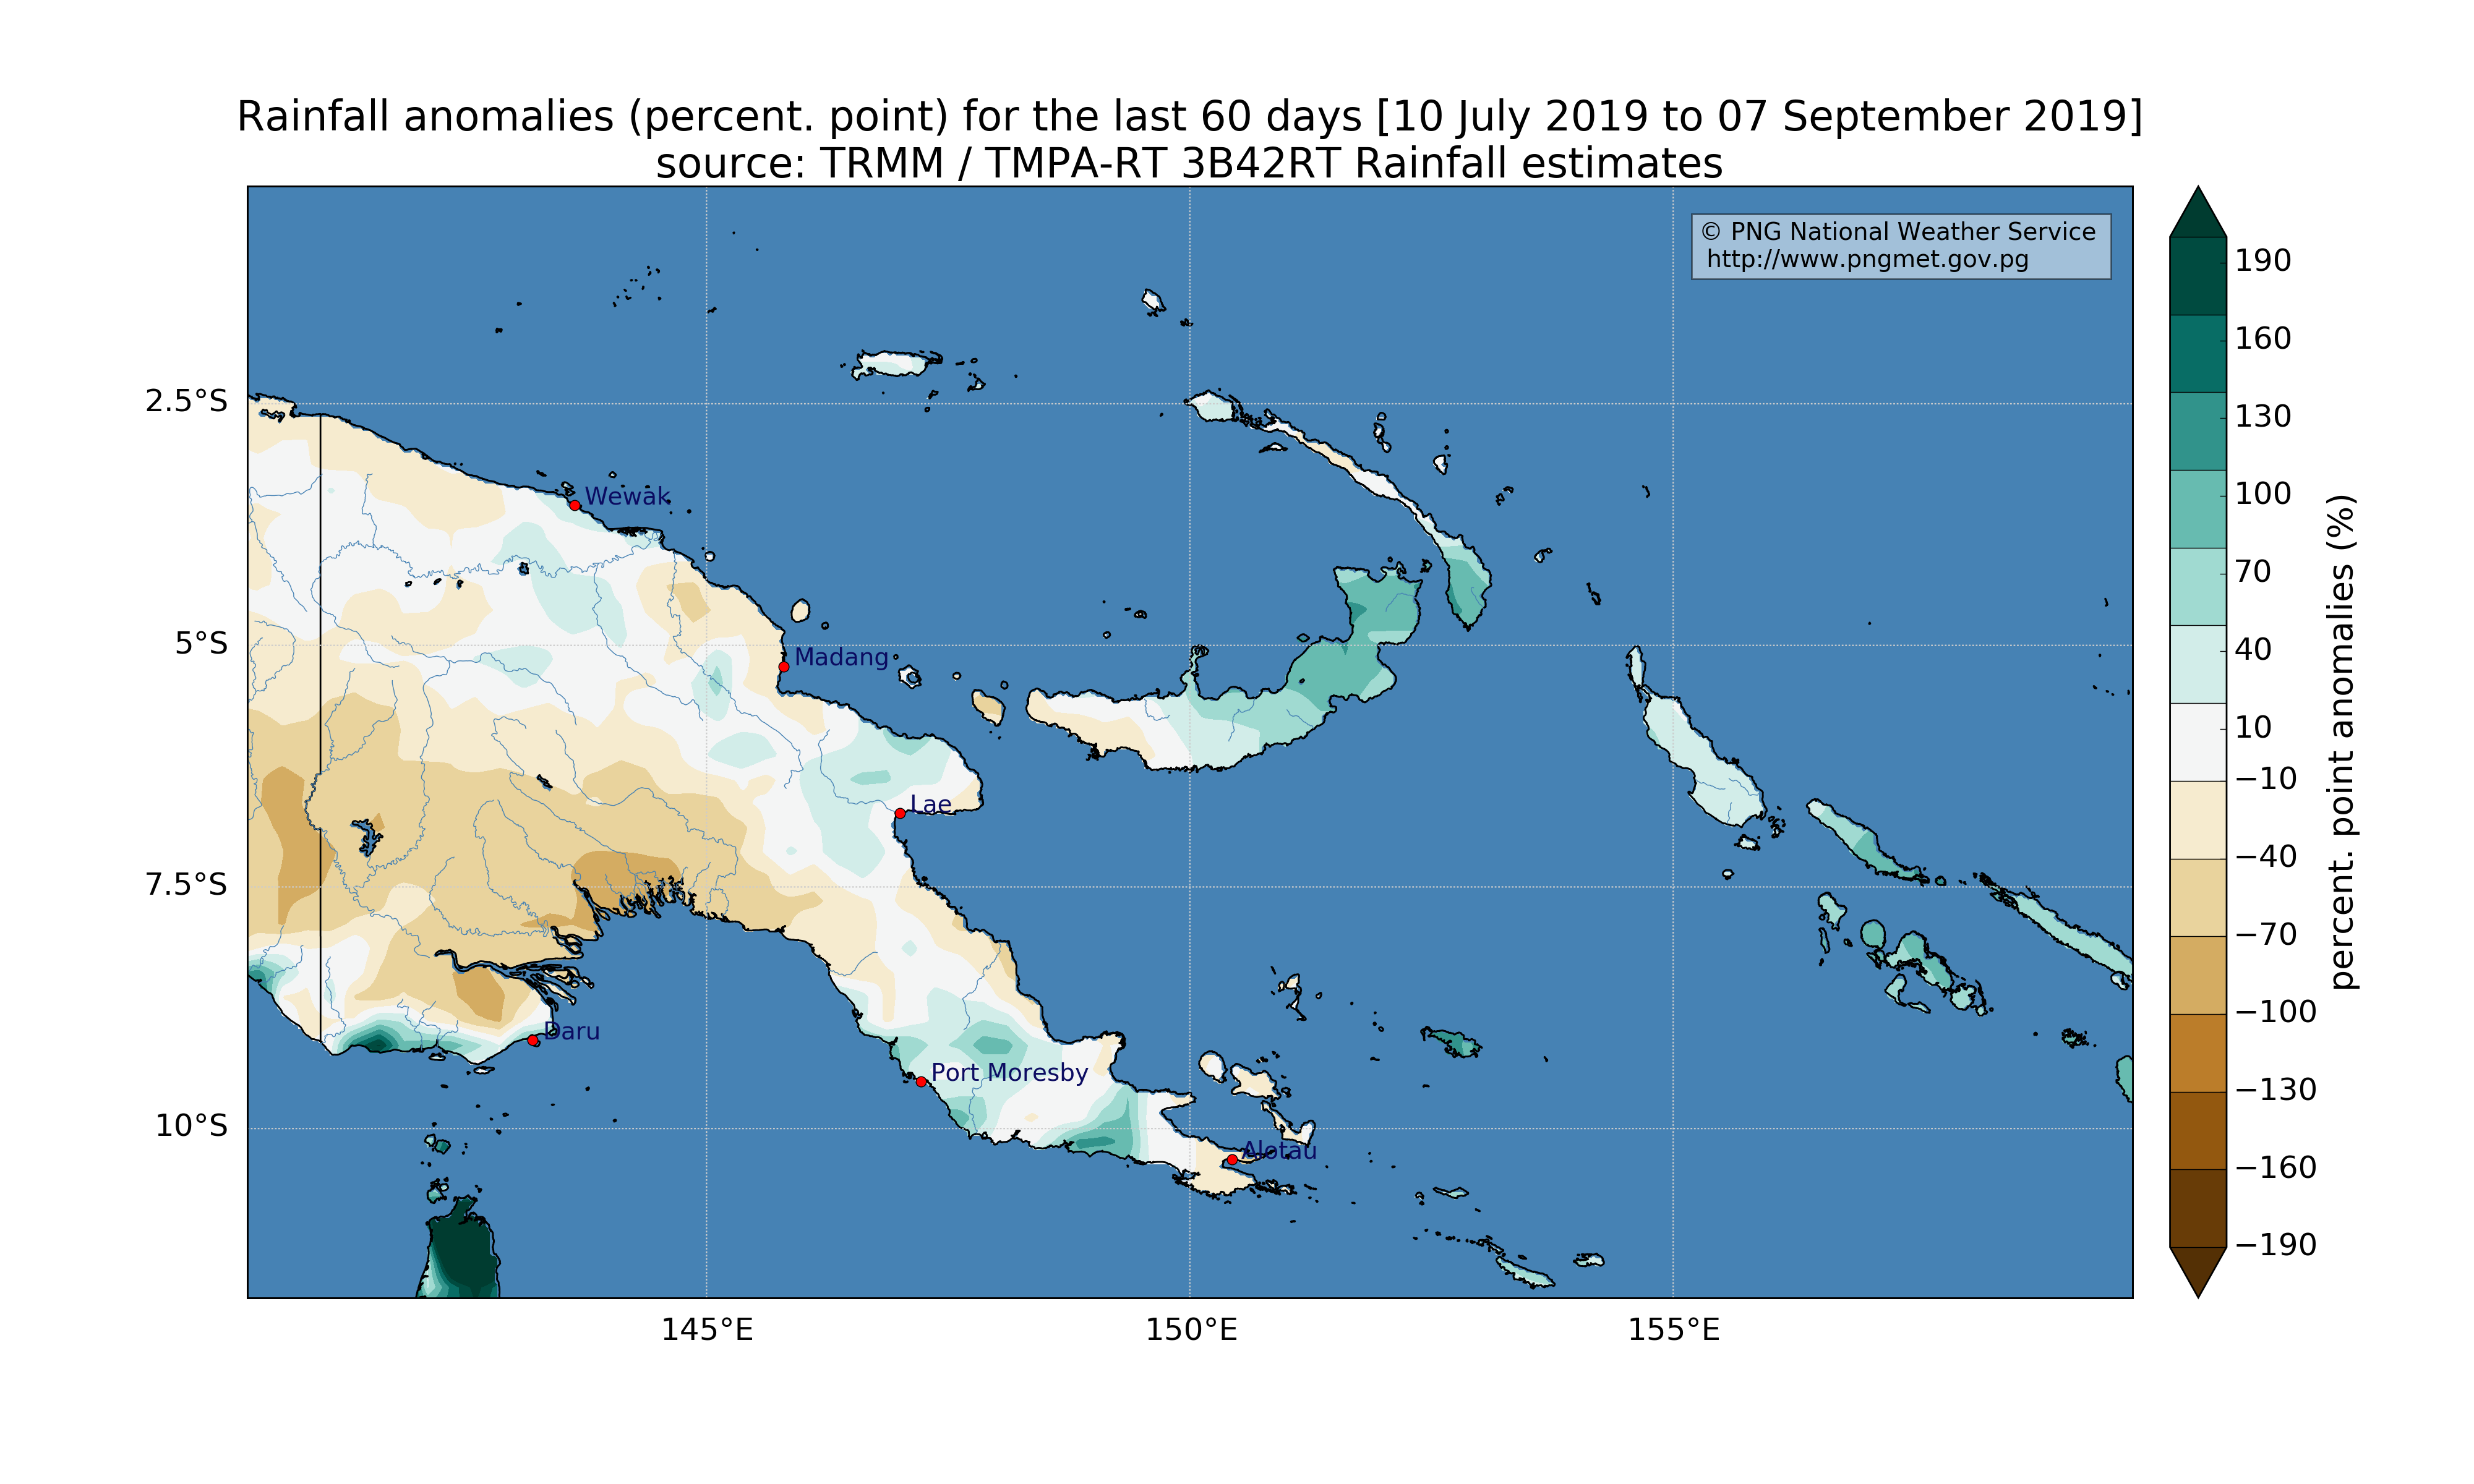 Rainfall anomalies (percent. point) for the last 60 days [10 July 2019 to 07 September 2019]
source: TRMM / TMPA-RT 3B42RT Rainfall estimates
© PNG National Weather Service
http://www.pngmet.gov.pg
2.5°S
5°S
7.5°S
10°S
Wewak
Madang
Lae
Daru
Port Moresby
Alotau
145°E
150°E
155°E
190
160
130
100
70
40
10
−10
−40
−70
−100
−130
−160
−190
percent. point anomalies (%)